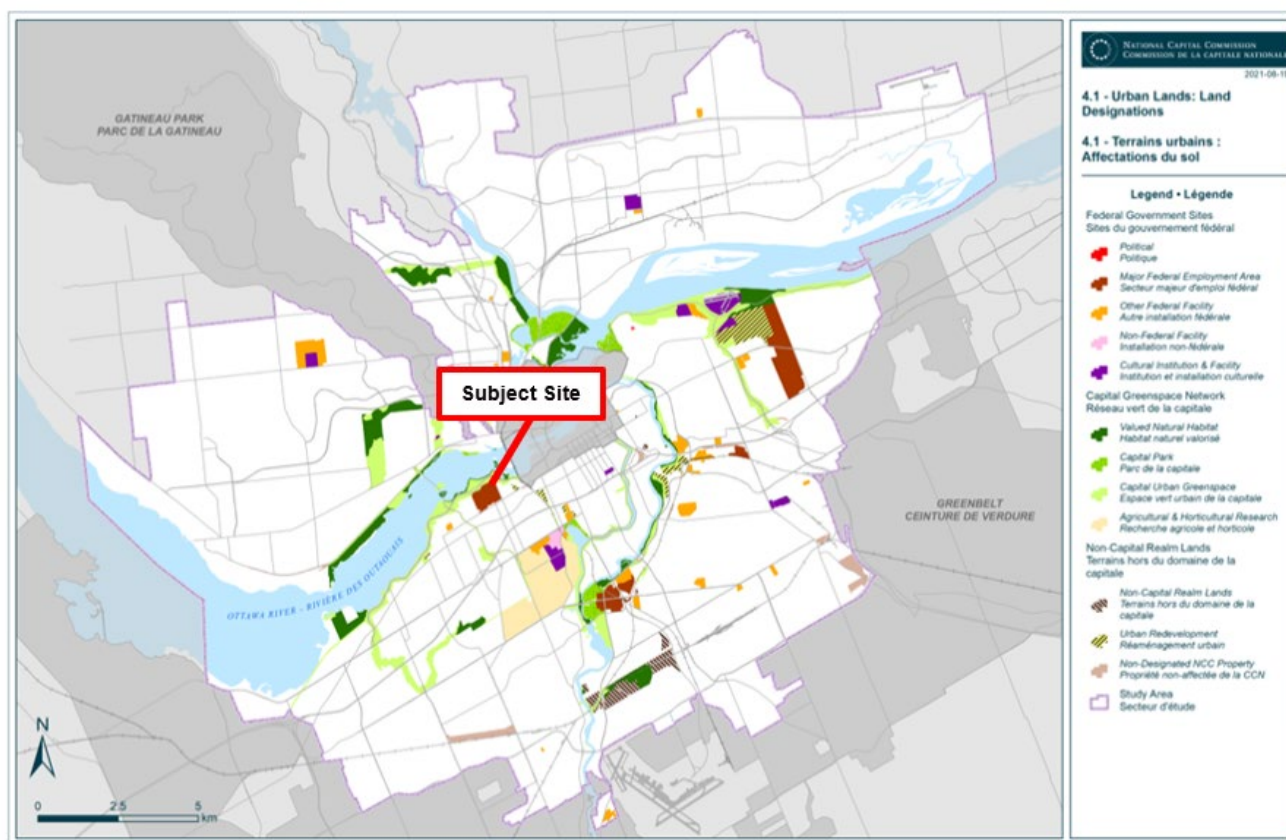 GATINEAU PARK
PARC DE LA GATINEAU
Subject Site
GREENBELT
CEINTURE DE VERDURE
OTTAWA RIVER - RIVIÈRE DES OUTAOUAIS
N
0 2.5 5
km
NATIONAL CAPITAL COMMISSION
COMMISSION DE LA CAPITALE NATIONALE
4.1 - Urban Lands: Land
Designations
4.1 - Terrains urbains :
Affectations du sol
Legend • Légende
Federal Government Sites
Sites du gouvernement fédéral
Political
Politique
Major Federal Employment Area
Secteur majeur d'emploi fédéral
Other Federal Facility
Autre installation fédérale
Non-Federal Facility
Installation non-fédérale
Cultural Institution & Facility
Institution et installation culturelle
Capital Greenspace Network
Réseau vert de la capitale
Valued Natural Habitat
Habitat naturel valorisé
Capital Park
Parc de la capitale
Capital Urban Greenspace
Espace vert urbain de la capitale
Agricultural & Horticultural Research
Recherche agricole et horticole
Non-Capital Realm Lands
Terrains hors du domaine de la
capitale
Non-Capital Realm Lands
Terrains hors du domaine de la
capitale
Urban Redevelopment
Réaménagement urbain
Non-Designated NCC Property
Propriété non-affectée de la CCN
Study Area
Secteur d'étude